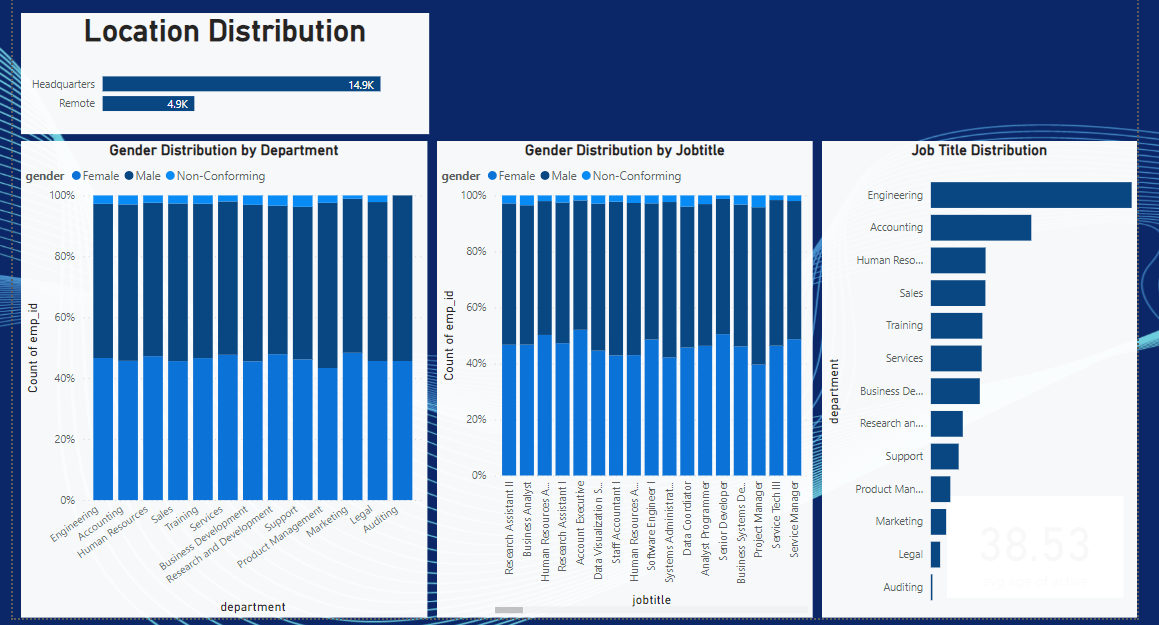 Location Distribution
Headquarters
14.9K
Remote
4.9K
Gender Distribution by Department
gender Female Male Non-Conforming
Count of emp_id
100%
80%
60%
40%
20%
0%
Engineering
Accounting
Human Resources
Sales
Training
Services
Business Development
Research and Development
Support
Product Management
Marketing
Legal
Auditing
department
Gender Distribution by Jobtitle
gender Female Male Non-Conforming
Count of emp_id
100%
80%
60%
40%
20%
0%
Research Assistant II
Business Analyst
Human Resources A...
Research Assistant I
Account Executive
Data Visualization S...
Staff Accountant I
Human Resources A...
Software Engineer I
Systems Administrat...
Data Coordinator
Analyst Programmer
Senior Developer
Business Systems De...
Project Manager
Service Tech III
Service Manager
jobtitle
Job Title Distribution
department
Engineering
Accounting
Human Reso...
Sales
Training
Services
Business De...
Research an...
Support
Product Man...
Marketing
Legal
Auditing
38.53